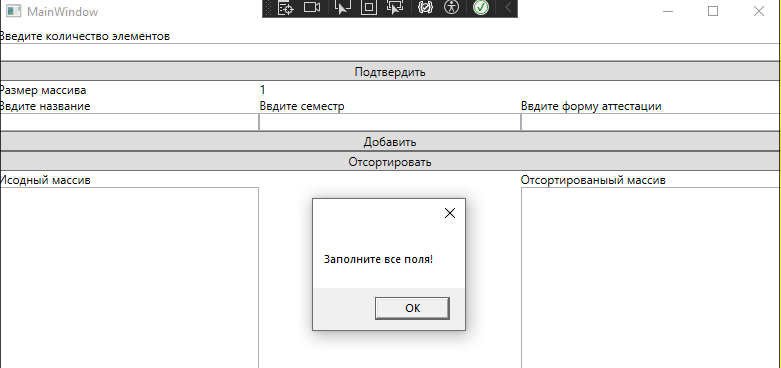 MainWindow
Введите количество элементов
Подтвердить
Размер массива 1
Ввдите название Ввдите семестр Ввдите форму аттестации
Добавить
Отсортировать
Исодный массив Отсортированыый массив
Заполните все поля!
OK